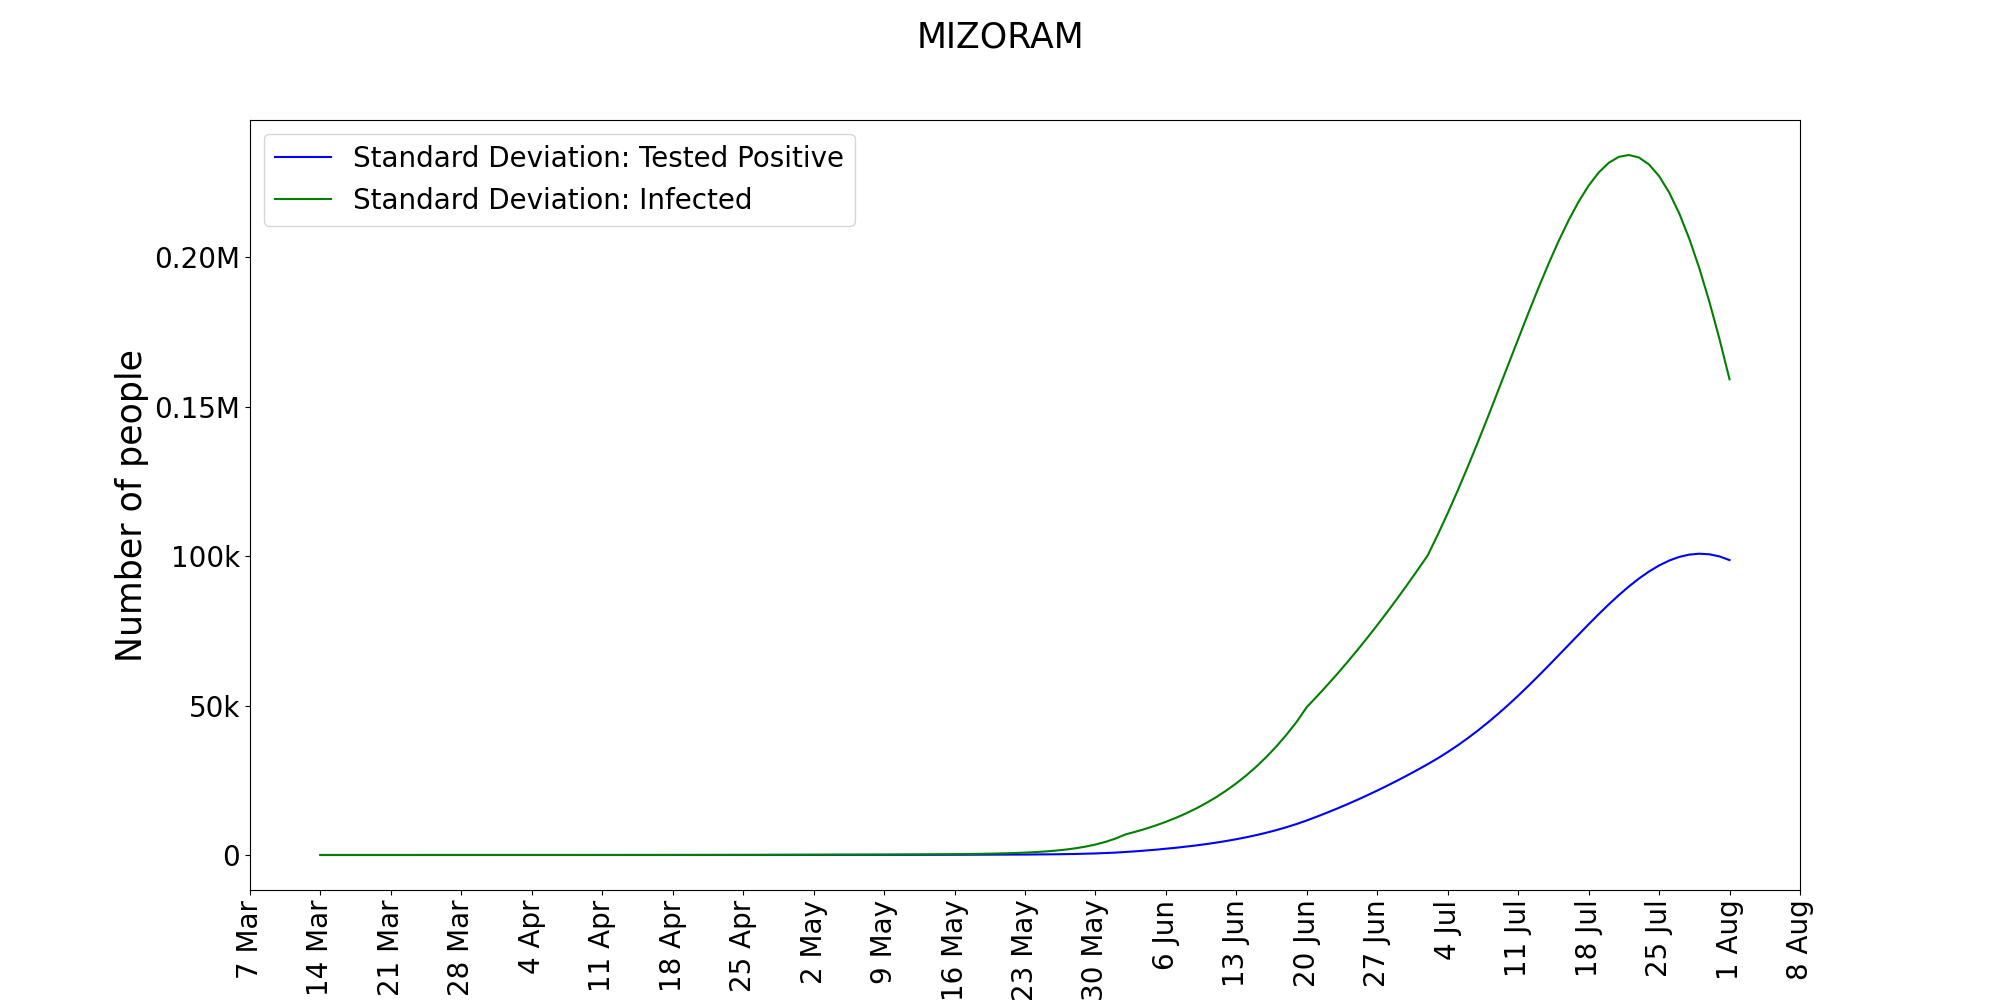 MIZORAM
Standard Deviation: Tested Positive
Standard Deviation: Infected
Number of people
0.20M
0.15M
100k
50k
0
7 Mar
14 Mar
21 Mar
28 Mar
4 Apr
11 Apr
18 Apr
25 Apr
2 May
9 May
16 May
23 May
30 May
6 Jun
13 Jun
20 Jun
27 Jun
4 Jul
11 Jul
18 Jul
25 Jul
1 Aug
8 Aug